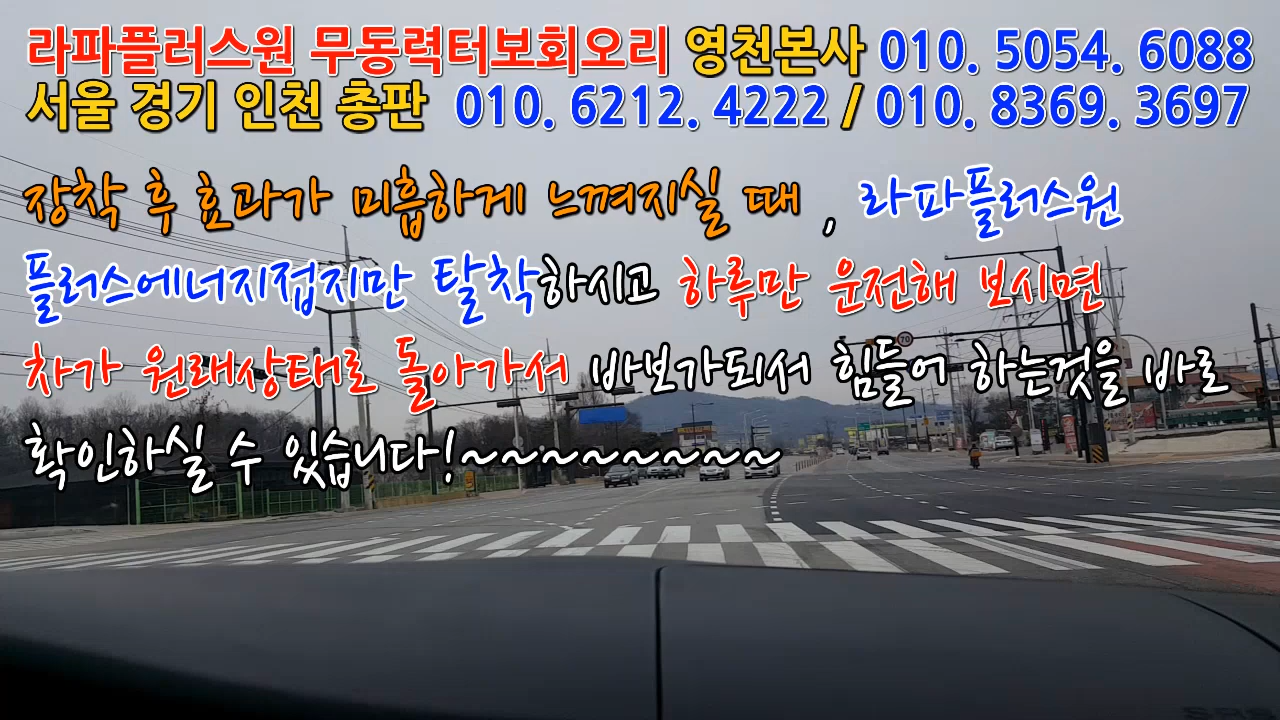 라파플러스원 무동력터보회오리 영천본사 010. 5054. 6088
서울 경기 인천 총판 010. 6212. 4222 / 010. 8369. 3697
장착 후 효과가 미흡하게 느껴지실 때 , 라파플러스원
플러스에너지접지만 탈착하시고 하루만 운전해 보시면
차가 원래상태로 돌아가서 바보가되서 힘들어 하는것을 바로
확인하실 수 있습니다!~~~~~~~~
70